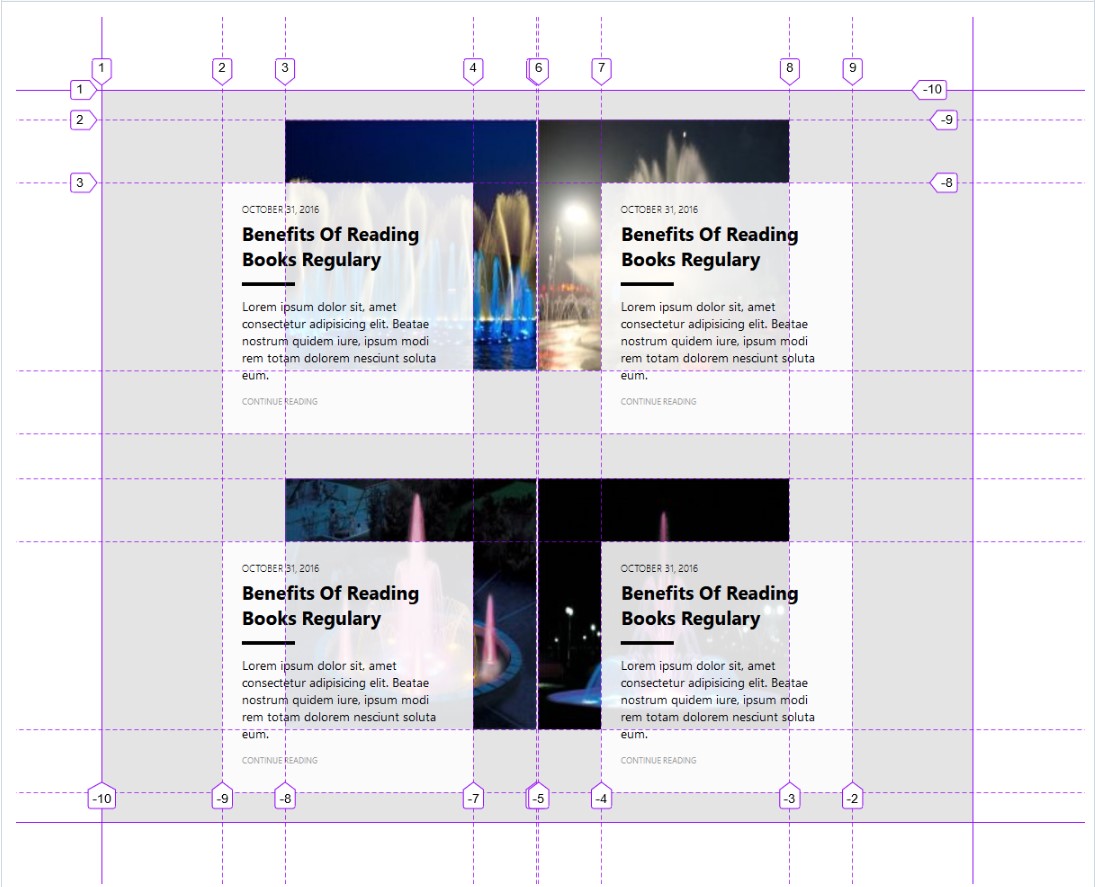 1 2 3 4 6 7 8 9
1 -10
2 -9
3 -8
OCTOBER 31, 2016
Benefits Of Reading
Books Regulary
Lorem ipsum dolor sit, amet
consectetur adipisicing elit. Beatae
nostrum quidem iure, ipsum modi
rem totam dolorem nesciunt soluta
eum.
CONTINUE READING
OCTOBER 31, 2016
Benefits Of Reading
Books Regulary
Lorem ipsum dolor sit, amet
consectetur adipisicing elit. Beatae
nostrum quidem iure, ipsum modi
rem totam dolorem nesciunt soluta
eum.
CONTINUE READING
OCTOBER 31, 2016
Benefits Of Reading
Books Regulary
Lorem ipsum dolor sit, amet
consectetur adipisicing elit. Beatae
nostrum quidem iure, ipsum modi
rem totam dolorem nesciunt soluta
eum.
CONTINUE READING
OCTOBER 31, 2016
Benefits Of Reading
Books Regulary
Lorem ipsum dolor sit, amet
consectetur adipisicing elit. Beatae
nostrum quidem iure, ipsum modi
rem totam dolorem nesciunt soluta
eum.
CONTINUE READING
-10 -9 -8 -7 -5 -4 -3 -2